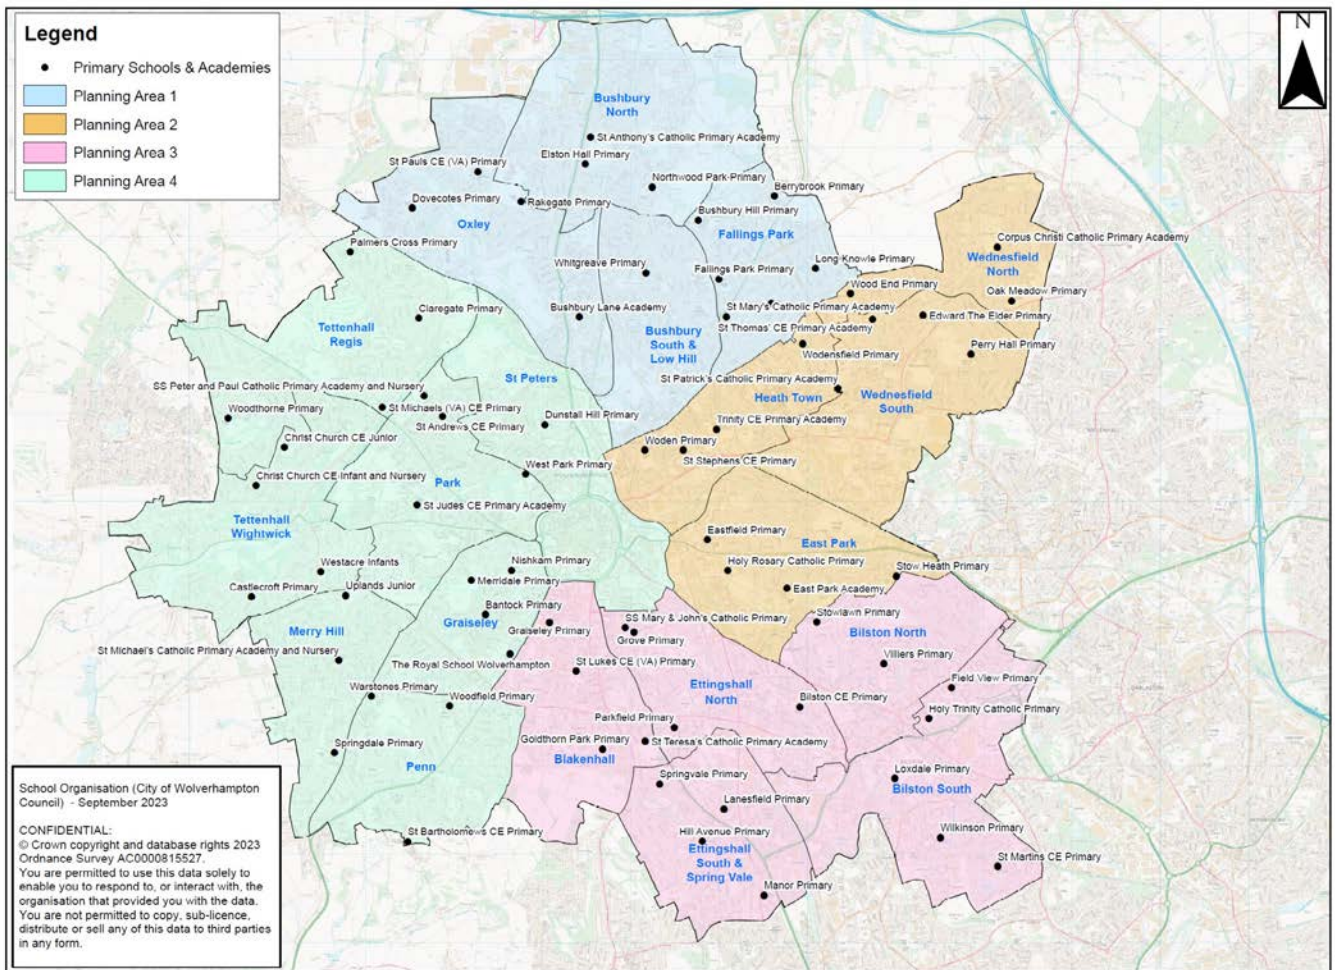 Legend
Primary Schools & Academies
Planning Area 1
Planning Area 2
Planning Area 3
Planning Area 4
N
Bushbury
North
St Anthony's Catholic Primary Academy
Elston Hall Primary
St Pauls CE (VA) Primary
Northwood Park Primary
Berrybrook Primary
Dovecotes Primary
Rakegate Primary
Bushbury Hill Primary
Oxley
Fallings Park
Palmers Cross Primary
Corpus Christi Catholic Primary Academy
Wednesfield
North
Whitgreave Primary
Fallings Park Primary
Long Knowle Primary
Wood End Primary
Oak Meadow Primary
Claregate Primary
Bushbury Lane Academy
St Mary's Catholic Primary Academy
Edward The Elder Primary
Tettenhall
Regis
Bushbury
South &
Low Hill
St Thomas' CE Primary Academy
Wodensfield Primary
Perry Hall Primary
St Peters
St Patrick's Catholic Primary Academy
SS Peter and Paul Catholic Primary Academy and Nursery
Heath Town
Wednesfield
South
Woodthorne Primary
St Michaels (VA) CE Primary
Dunstall Hill Primary
St Andrews CE Primary
Trinity CE Primary Academy
Christ Church CE Junior
Woden Primary
St Stephens CE Primary
West Park Primary
Christ Church CE Infant and Nursery
Park
St Judes CE Primary Academy
Tettenhall
Wightwick
Eastfield Primary
East Park
Westacre Infants
Nishkam Primary
Holy Rosary Catholic Primary
Stow Heath Primary
Castlecroft Primary
Uplands Junior
Merridale Primary
East Park Academy
Bantock Primary
SS Mary & John's Catholic Primary
Stowlawn Primary
Merry Hill
Graiseley
Graiseley Primary
Grove Primary
Bilston North
St Michael's Catholic Primary Academy and Nursery
The Royal School Wolverhampton
St Lukes CE (VA) Primary
Villiers Primary
Field View Primary
Warstones Primary
Woodfield Primary
Ettingshall
North
Bilston CE Primary
Holy Trinity Catholic Primary
Parkfield Primary
Springdale Primary
Goldthorn Park Primary
St Teresa's Catholic Primary Academy
Penn
Blakenhall
Springvale Primary
Loxdale Primary
Bilston South
Lanesfield Primary
St Bartholomews CE Primary
Hill Avenue Primary
Wilkinson Primary
Ettingshall
South &
Spring Vale
St Martins CE Primary
Manor Primary
School Organisation (City of Wolverhampton
Council) - September 2023
CONFIDENTIAL:
© Crown copyright and database rights 2023
Ordnance Survey AC0000815527.
You are permitted to use this data solely to
enable you to respond to, or interact with, the
organisation that provided you with the data.
You are not permitted to copy, sub-licence,
distribute or sell any of this data to third parties
in any form.